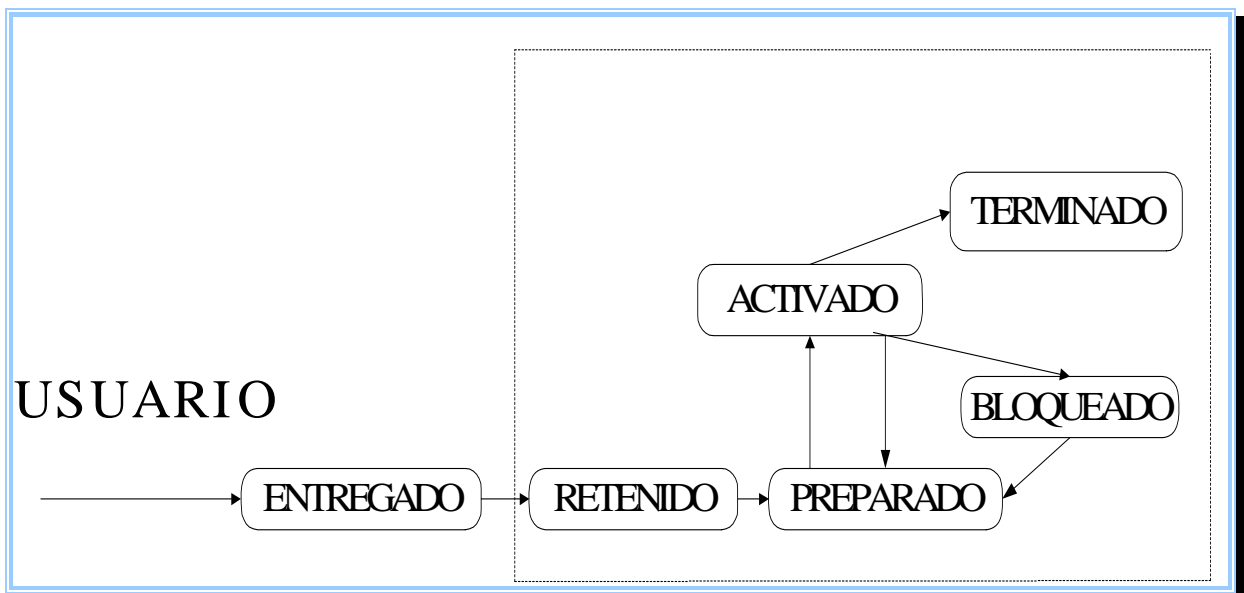 TERMINADO
ACTIVADO
USUARIO
BLOQUEADO
ENTREGADO
RETENIDO
PREPARADO